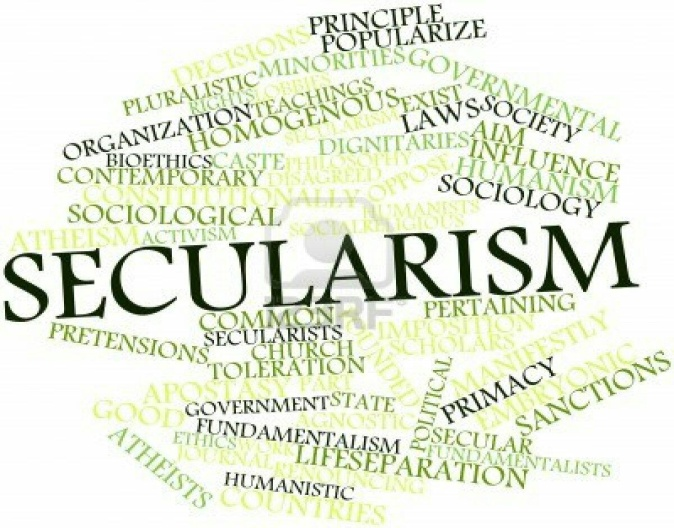 PRINCIPLE
POPULARIZE
DECISIONS
MINORITIES
GOVERNMENTAL
PLURALISTIC
RIGHTS
LOBBIES
TEACHINGS
EXIST
ORGANIZATION
HOMOGENOUS
SECULARISM
LAWS
SOCIETY
DIGNITARIES
AIM
INFLUENCE
BIOETHICS
CASTE
PHILOSOPHY
CONTEMPORARY
DISAGREED
OPPOSE
HUMANISM
CONSTITUTIONALLY
SOCIOLOGY
SOCIOLOGICAL
HUMANISTS
SOCIAL
RELIGIOUS
ATHEISM
ACTIVISM
SECULARISM
COMMON
PERTAINING
PRETENSIONS
SECULARISTS
IMPOSITION
CHURCH
SCHOLARS
TOLERATION
FOUNDED
MANIFESTLY
APOSTASY
PART
POLITICAL
PRIMACY
EMBRYONIC
SANCTIONS
GOOD
GOVERNMENT
STATE
AGNOSTIC
FUNDAMENTALISM
SECULAR
ATHEISTS
ETHICS
WORK
FUNDAMENTALISTS
JOURNAL
LIFE
SEPARATION
RENOUNCING
HUMANISTIC
COUNTRIES